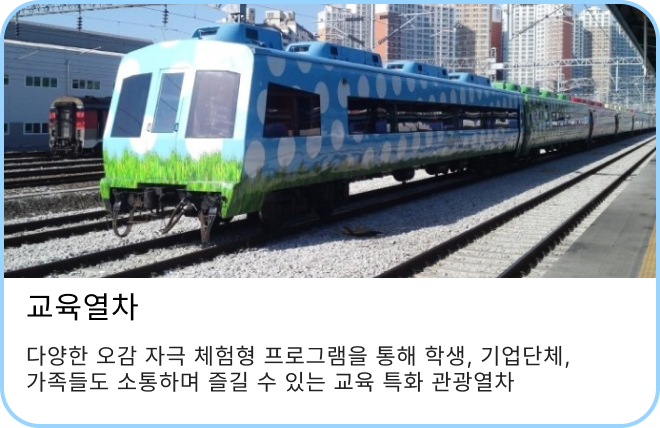 교육열차
다양한 오감 자극 체험형 프로그램을 통해 학생, 기업단체,
가족들도 소통하며 즐길 수 있는 교육 특화 관광열차